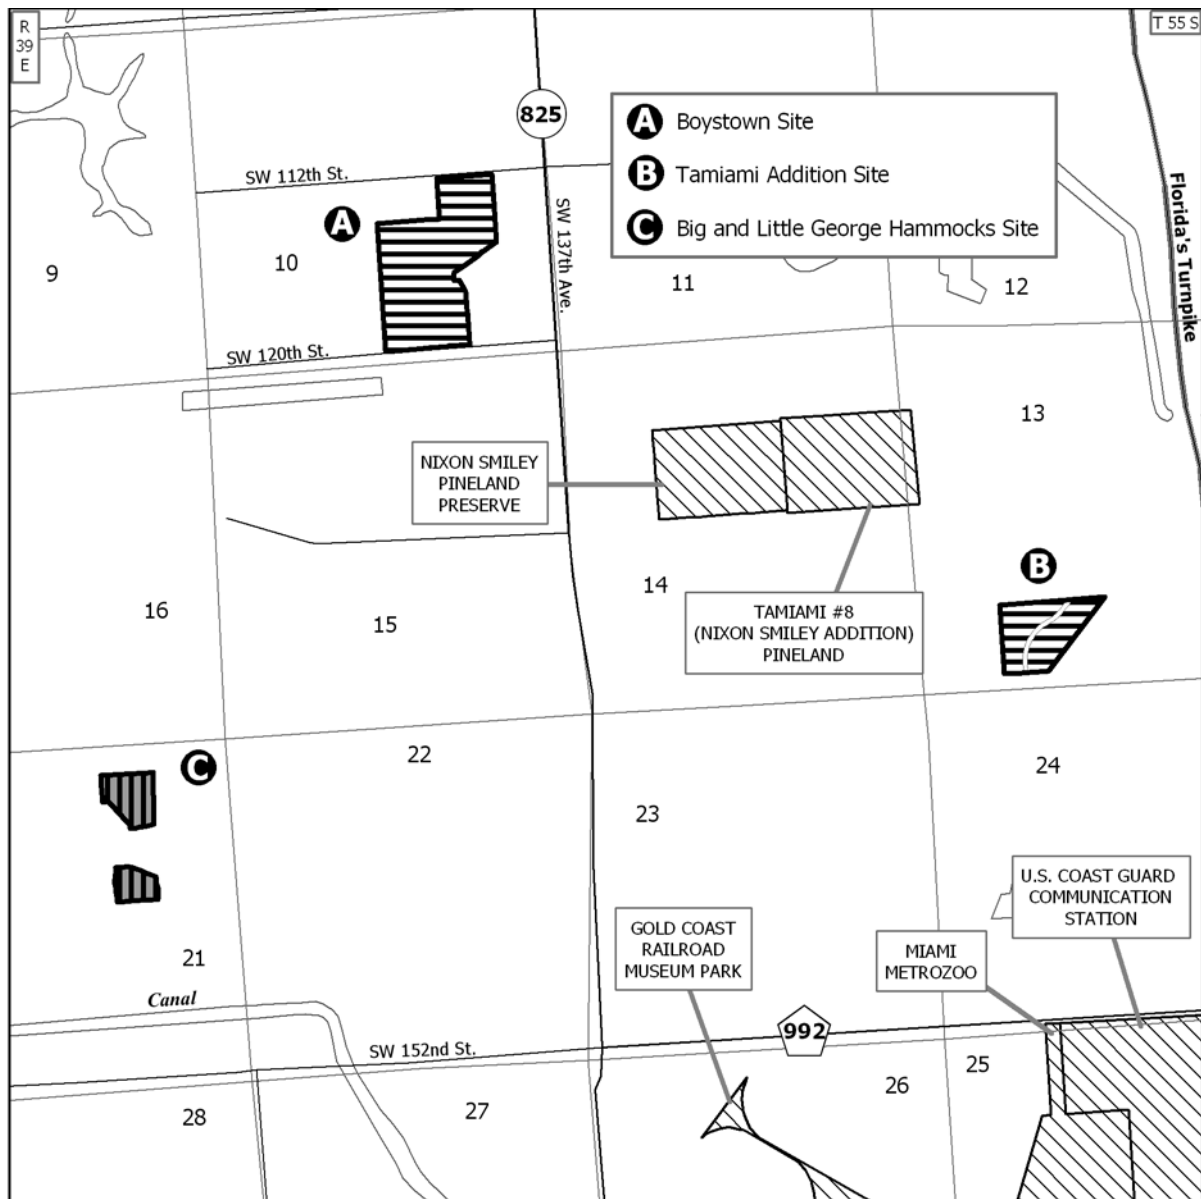 R
39
E
T 55 S
825
A Boystown Site
B Tamiami Addition Site
C Big and Little George Hammocks Site
SW 112th St.
A
SW 137th Ave.
Florida's Turnpike
9
10
11
12
SW 120th St.
13
NIXON SMILEY
PINELAND
PRESERVE
B
14
16
15
TAMIAMI #8
(NIXON SMILEY ADDITION)
PINELAND
C
22
24
23
U.S. COAST GUARD
COMMUNICATION
STATION
GOLD COAST
RAILROAD
MUSEUM PARK
MIAMI
METROZOO
21
Canal
992
SW 152nd St.
25
26
27
28